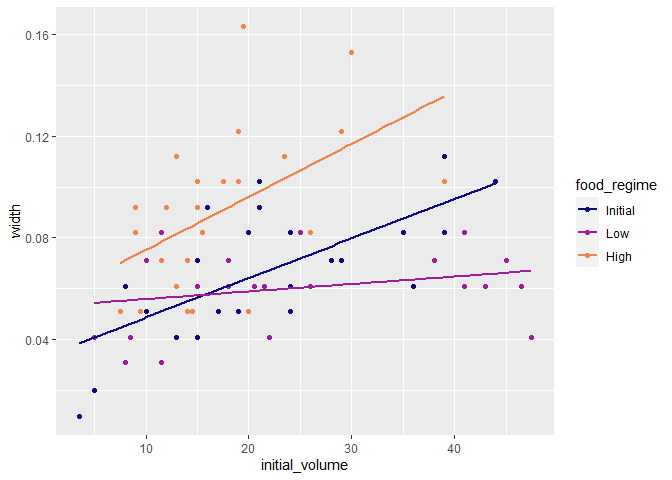 0.16
0.12
0.08
0.04
width
10 20 30 40
initial_volume
food_regime
Initial
Low
High